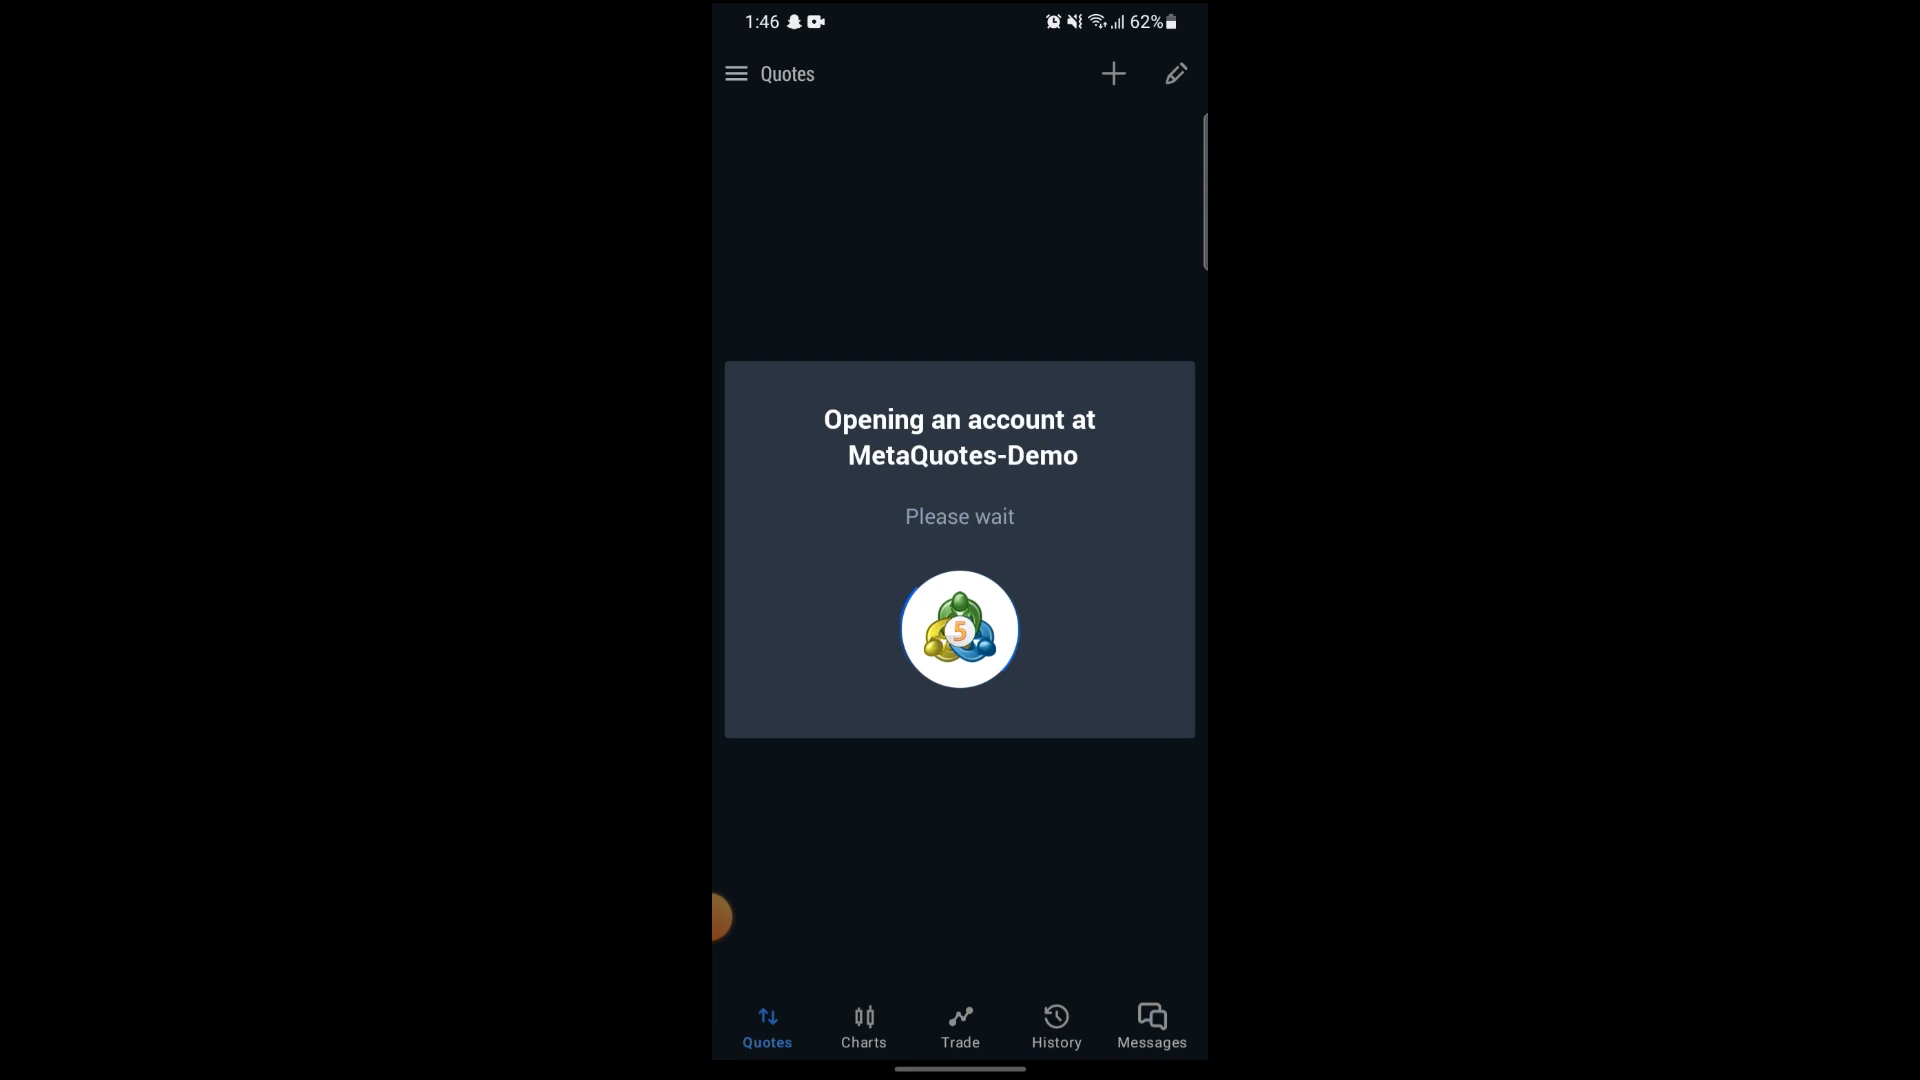 1:46 62%
Quotes
Opening an account at
MetaQuotes-Demo
Please wait
5
Quotes Charts Trade History Messages